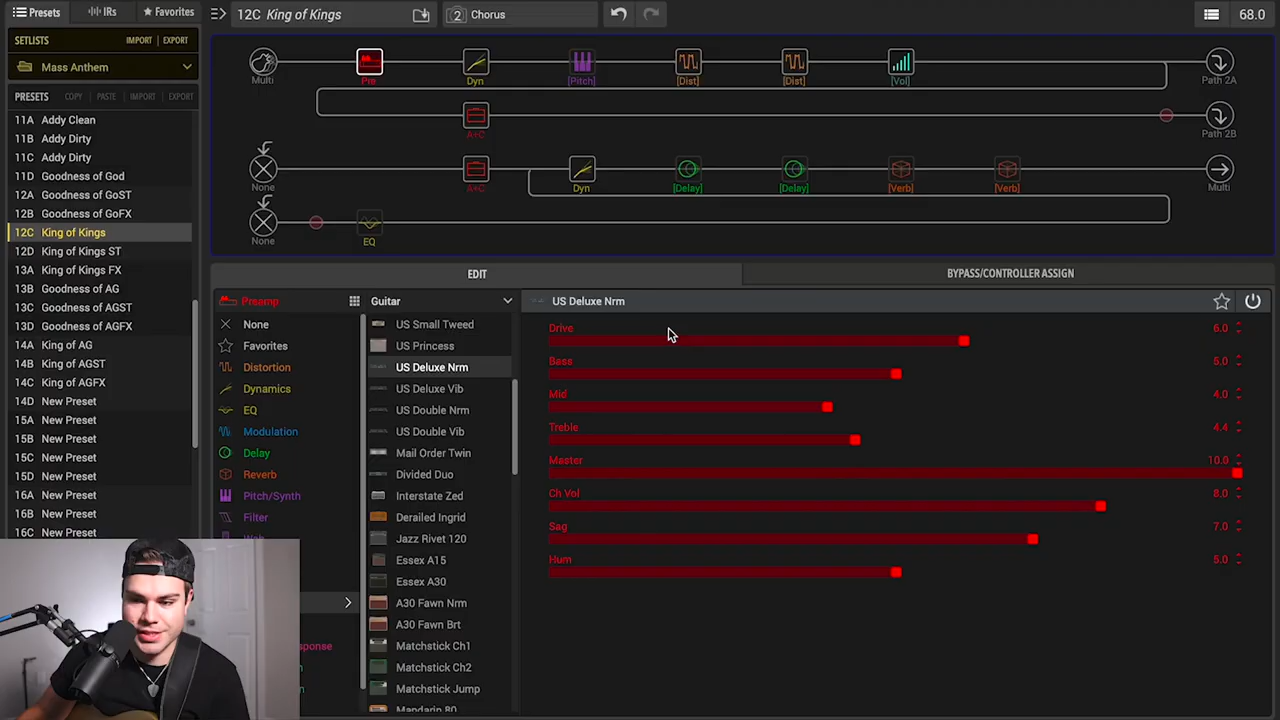 Presets
IRs
Favorites
12C King of Kings
2 Chorus
68.0
SETLISTS
IMPORT
EXPORT
Mass Anthem
PRESETS
COPY
PASTE
IMPORT
EXPORT
11A Addy Clean
11B Addy Dirty
11C Addy Dirty
11D Goodness of God
12A Goodness of GoST
12B Goodness of GoFX
12C King of Kings
12D King of Kings ST
13A King of Kings FX
13B Goodness of AG
13C Goodness of AGST
13D Goodness of AGFX
14A King of AG
14B King of AGST
14C King of AGFX
14D New Preset
15A New Preset
15B New Preset
15C New Preset
15D New Preset
16A New Preset
16B New Preset
16C New Preset
Multi
Pre
Dyn
[Pitch]
[Dist]
[Dist]
[Vol]
Path 2A
A+C
Path 2B
None
A+C
Dyn
[Delay]
[Delay]
[Verb]
[Verb]
Multi
None
EQ
EDIT
BYPASS/CONTROLLER ASSIGN
Preamp
None
Favorites
Distortion
Dynamics
EQ
Modulation
Delay
Reverb
Pitch/Synth
Filter
Guitar
US Small Tweed
US Princess
US Deluxe Nrm
US Deluxe Vib
US Double Nrm
US Double Vib
Mail Order Twin
Divided Duo
Interstate Zed
Derailed Ingrid
Jazz Rivet 120
Essex A15
Essex A30
A30 Fawn Nrm
A30 Fawn Brt
Matchstick Ch1
Matchstick Ch2
Matchstick Jump
Mandarin 80
US Deluxe Nrm
Drive 6.0
Bass 5.0
Mid 4.0
Treble 4.4
Master 10.0
Ch Vol 8.0
Sag 7.0
Hum 5.0